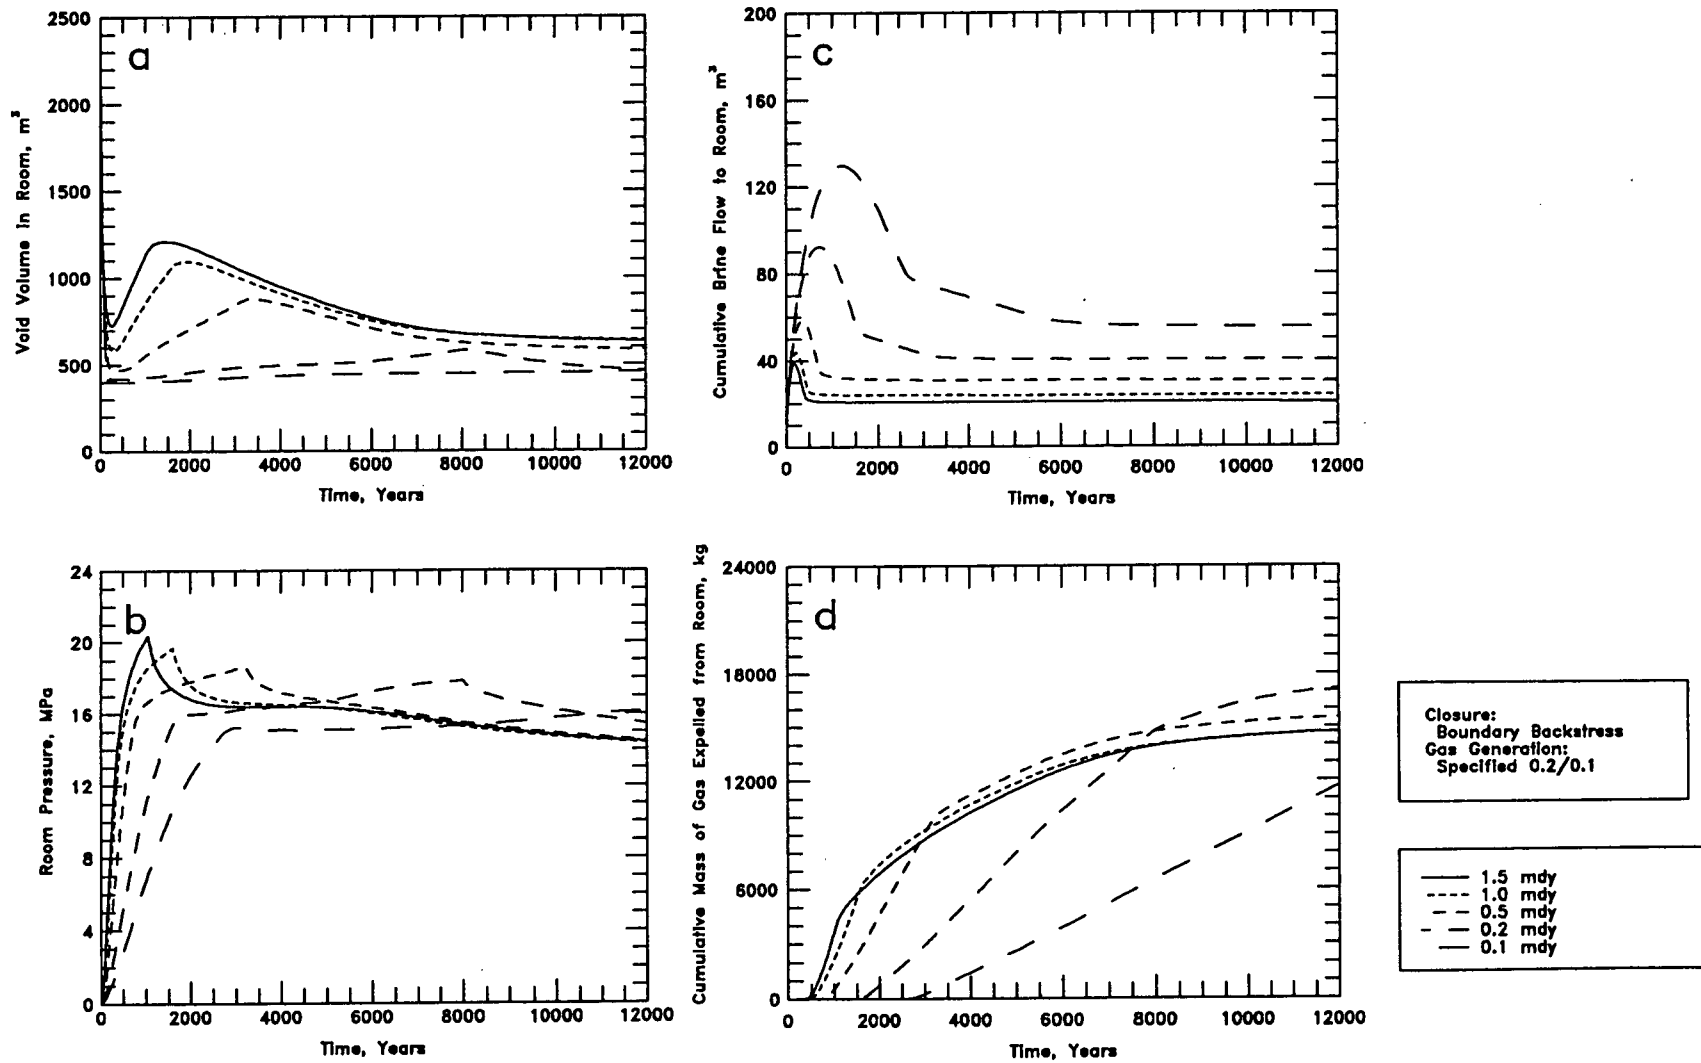 2500
2000
1500
1000
500
0
a
Void Volume in Room, m³
0 2000 4000 6000 8000 10000 12000
Time, Years
200
160
120
80
40
0
c
Cumulative Brine Flow to Room, m³
0 2000 4000 6000 8000 10000 12000
Time, Years
24
20
16
12
8
4
0
b
Room Pressure, MPa
0 2000 4000 6000 8000 10000 12000
Time, Years
24000
18000
12000
6000
0
d
Cumulative Mass of Gas Expelled from Room, kg
0 2000 4000 6000 8000 10000 12000
Time, Years
Closure:
Boundary Backstress
Gas Generation:
Specified 0.2/0.1
1.5 mdy
1.0 mdy
0.5 mdy
0.2 mdy
0.1 mdy